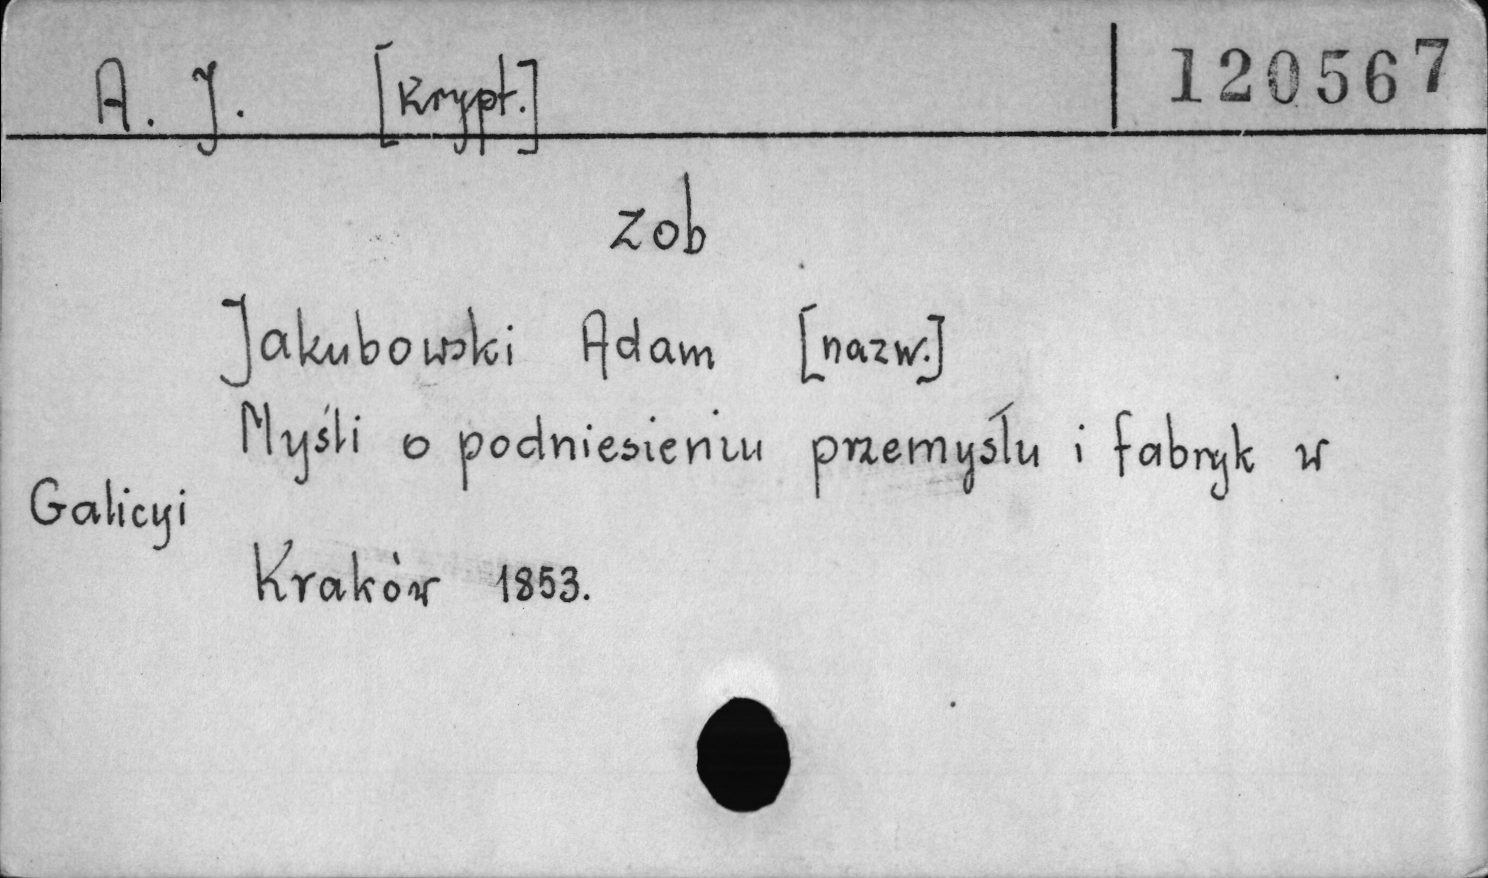 A. J. [Krypt.] 120567
zob
Jakubowski Adam [nazw.]
Myśli o podniesieniu przemysłu i fabryk w
Galicyi
Kraków 1853.